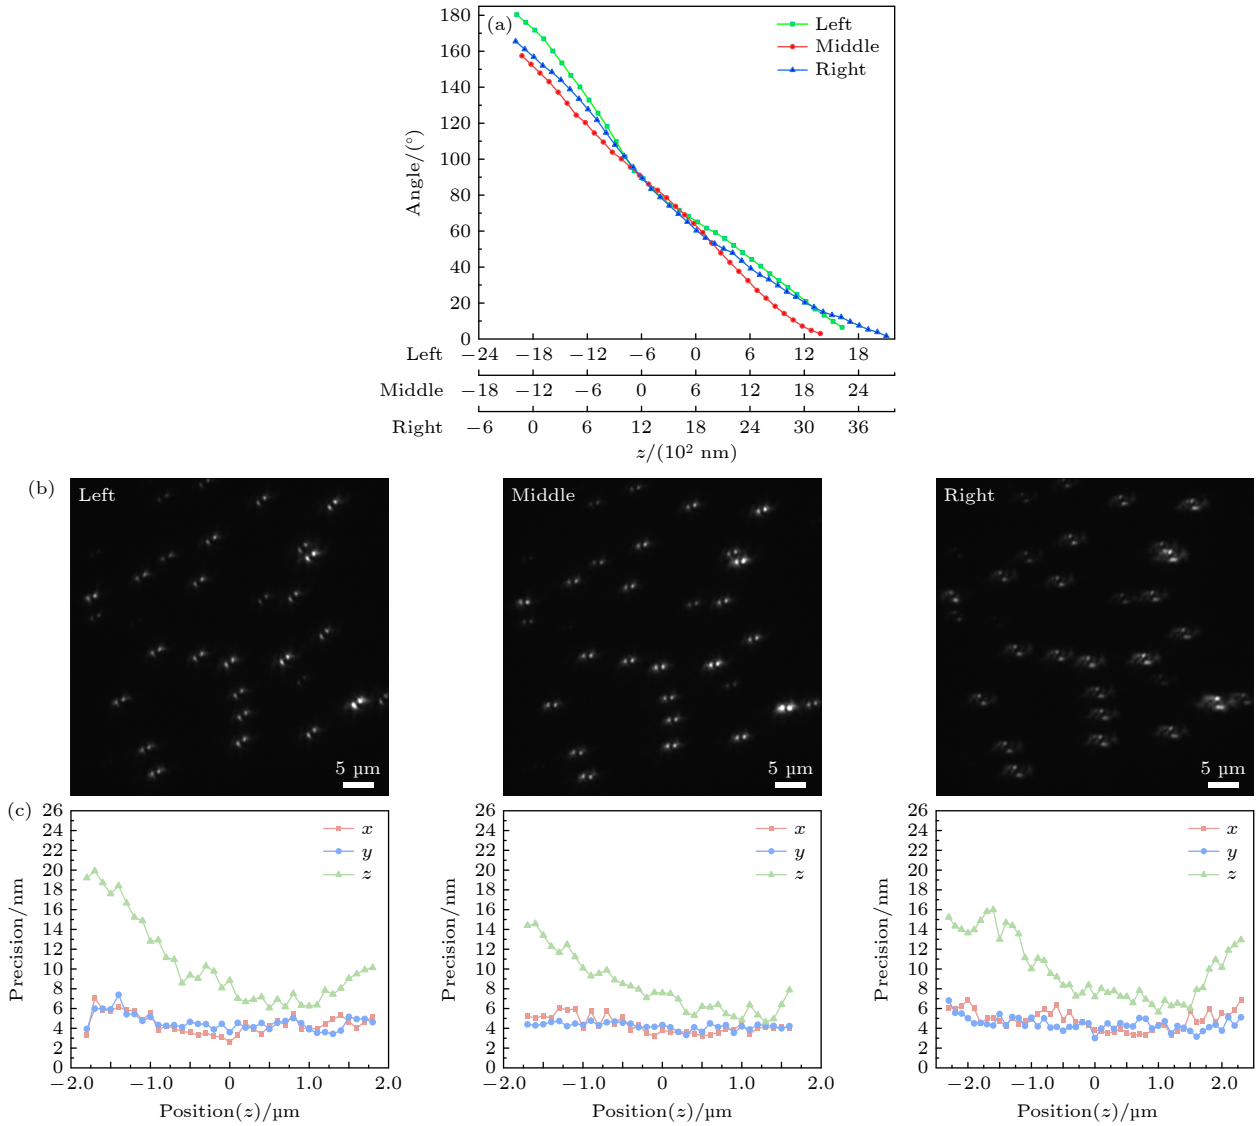 (a)
Left
Middle
Right
180
160
140
120
100
80
60
40
20
0
Angle/(°)
Left −24 −18 −12 −6 0 6 12 18
Middle −18 −12 −6 0 6 12 18 24
Right −6 0 6 12 18 24 30 36
z/(10² nm)
(b)
Left
5 µm
Middle
5 µm
Right
5 µm
(c)
26
24
22
20
18
16
14
12
10
8
6
4
2
0
Precision/nm
x
y
z
−2.0 −1.0 0 1.0 2.0
Position(z)/µm
26
24
22
20
18
16
14
12
10
8
6
4
2
0
Precision/nm
x
y
z
−2.0 −1.0 0 1.0 2.0
Position(z)/µm
26
24
22
20
18
16
14
12
10
8
6
4
2
0
Precision/nm
x
y
z
−2.0 −1.0 0 1.0 2.0
Position(z)/µm